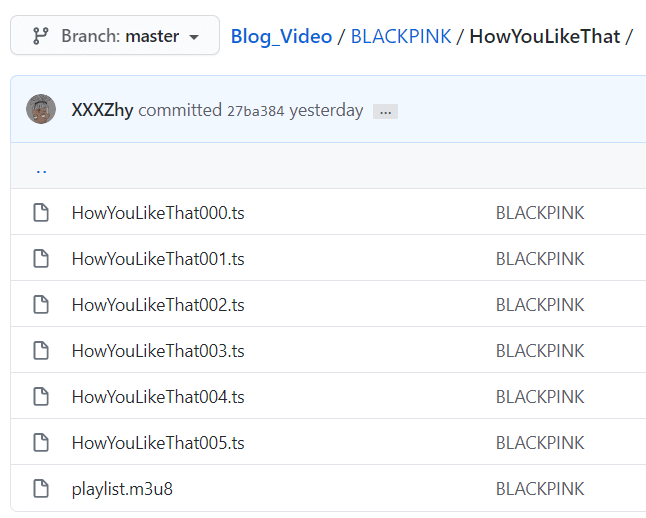 Branch: master Blog_Video / BLACKPINK / HowYouLikeThat /
XXXZhy committed 27ba384 yesterday ...
..
HowYouLikeThat000.ts BLACKPINK
HowYouLikeThat001.ts BLACKPINK
HowYouLikeThat002.ts BLACKPINK
HowYouLikeThat003.ts BLACKPINK
HowYouLikeThat004.ts BLACKPINK
HowYouLikeThat005.ts BLACKPINK
playlist.m3u8 BLACKPINK